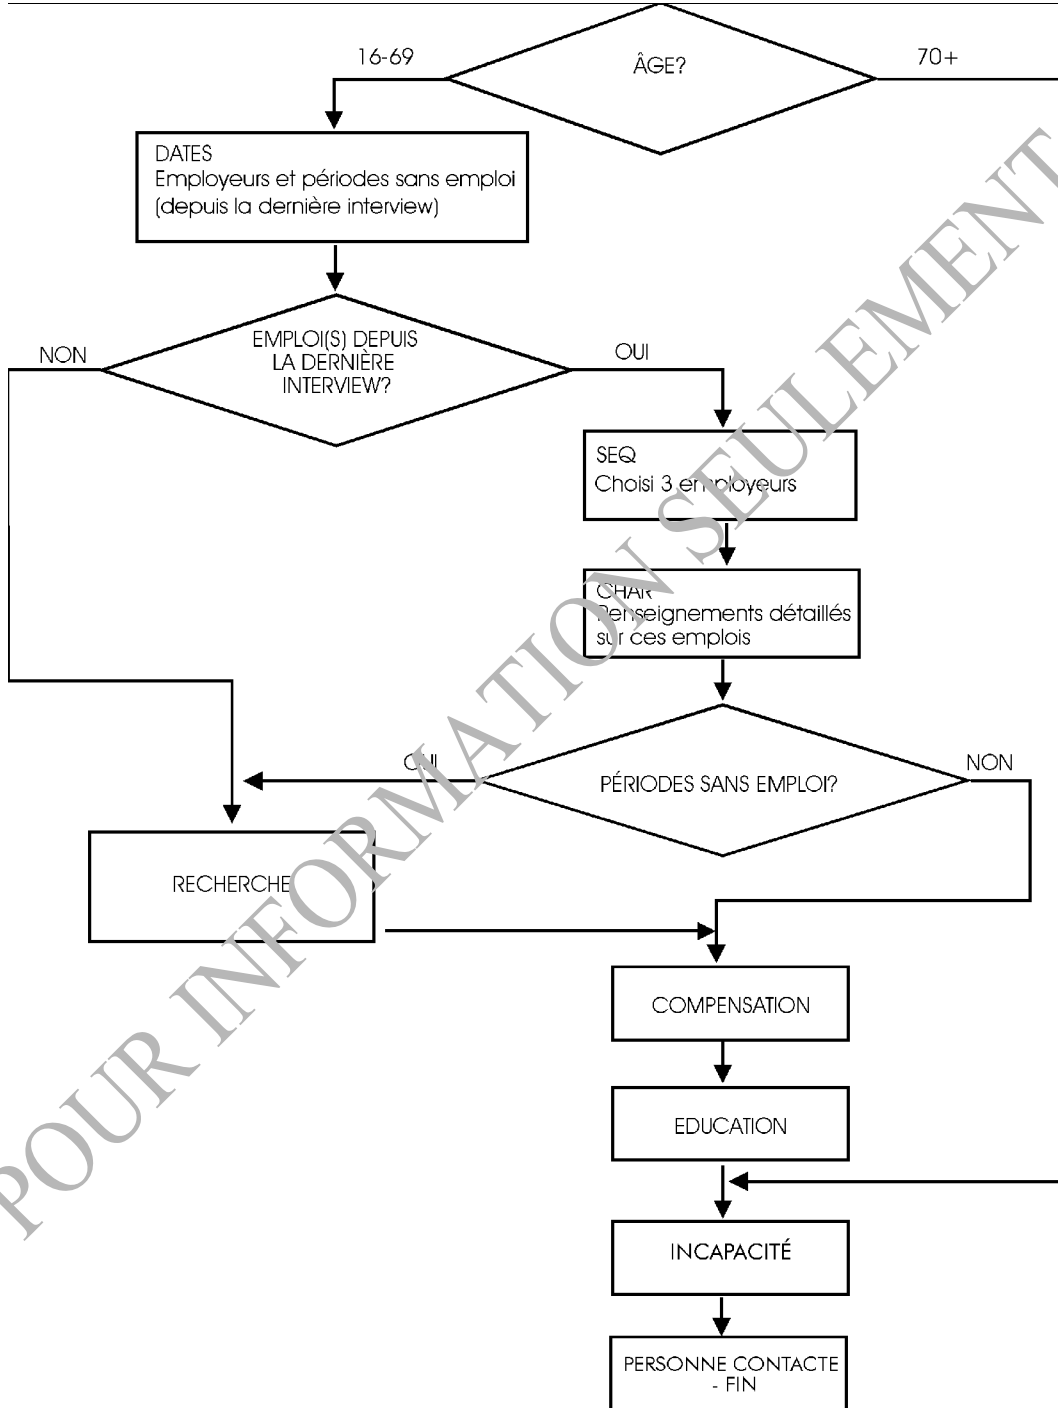 ÂGE?
16-69
70+
DATES
Employeurs et périodes sans emploi
(depuis la dernière interview)
EMPLOI(S) DEPUIS
LA DERNIÈRE
INTERVIEW?
NON
OUI
SEQ
Choisi 3 employeurs
CHAR
Renseignements détaillés
sur ces emplois
PÉRIODES SANS EMPLOI?
OUI
NON
RECHERCHE
COMPENSATION
EDUCATION
INCAPACITÉ
PERSONNE CONTACTE
- FIN
POUR INFORMATION SEULEMENT